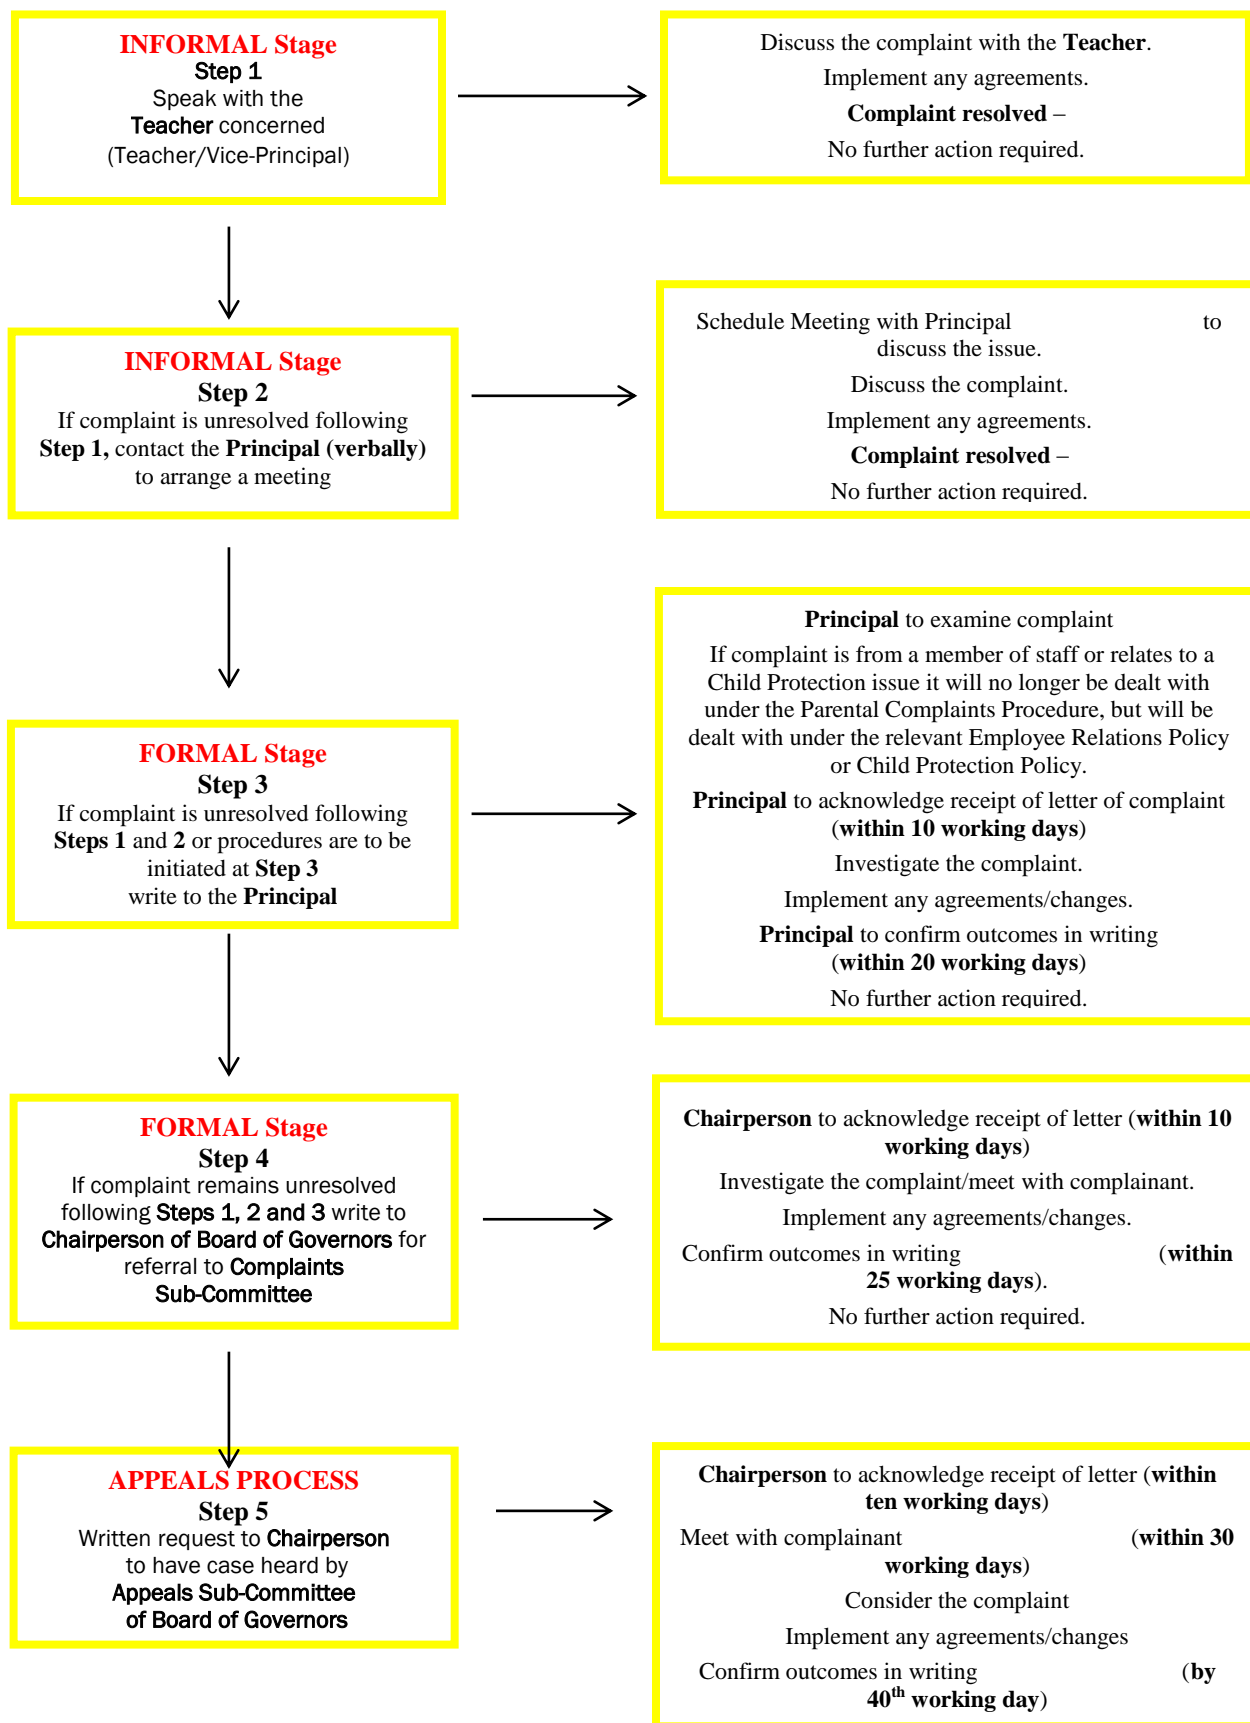 INFORMAL Stage
Step 1
Speak with the
Teacher concerned
(Teacher/Vice-Principal)
Discuss the complaint with the Teacher.
Implement any agreements.
Complaint resolved –
No further action required.
INFORMAL Stage
Step 2
If complaint is unresolved following
Step 1, contact the Principal (verbally)
to arrange a meeting
Schedule Meeting with Principal to
discuss the issue.
Discuss the complaint.
Implement any agreements.
Complaint resolved –
No further action required.
FORMAL Stage
Step 3
If complaint is unresolved following
Steps 1 and 2 or procedures are to be
initiated at Step 3
write to the Principal
Principal to examine complaint
If complaint is from a member of staff or relates to a
Child Protection issue it will no longer be dealt with
under the Parental Complaints Procedure, but will be
dealt with under the relevant Employee Relations Policy
or Child Protection Policy.
Principal to acknowledge receipt of letter of complaint
(within 10 working days)
Investigate the complaint.
Implement any agreements/changes.
Principal to confirm outcomes in writing
(within 20 working days)
No further action required.
FORMAL Stage
Step 4
If complaint remains unresolved
following Steps 1, 2 and 3 write to
Chairperson of Board of Governors for
referral to Complaints
Sub-Committee
Chairperson to acknowledge receipt of letter (within 10
working days)
Investigate the complaint/meet with complainant.
Implement any agreements/changes.
Confirm outcomes in writing (within
25 working days).
No further action required.
APPEALS PROCESS
Step 5
Written request to Chairperson
to have case heard by
Appeals Sub-Committee
of Board of Governors
Chairperson to acknowledge receipt of letter (within
ten working days)
Meet with complainant (within 30
working days)
Consider the complaint
Implement any agreements/changes
Confirm outcomes in writing (by
40th working day)